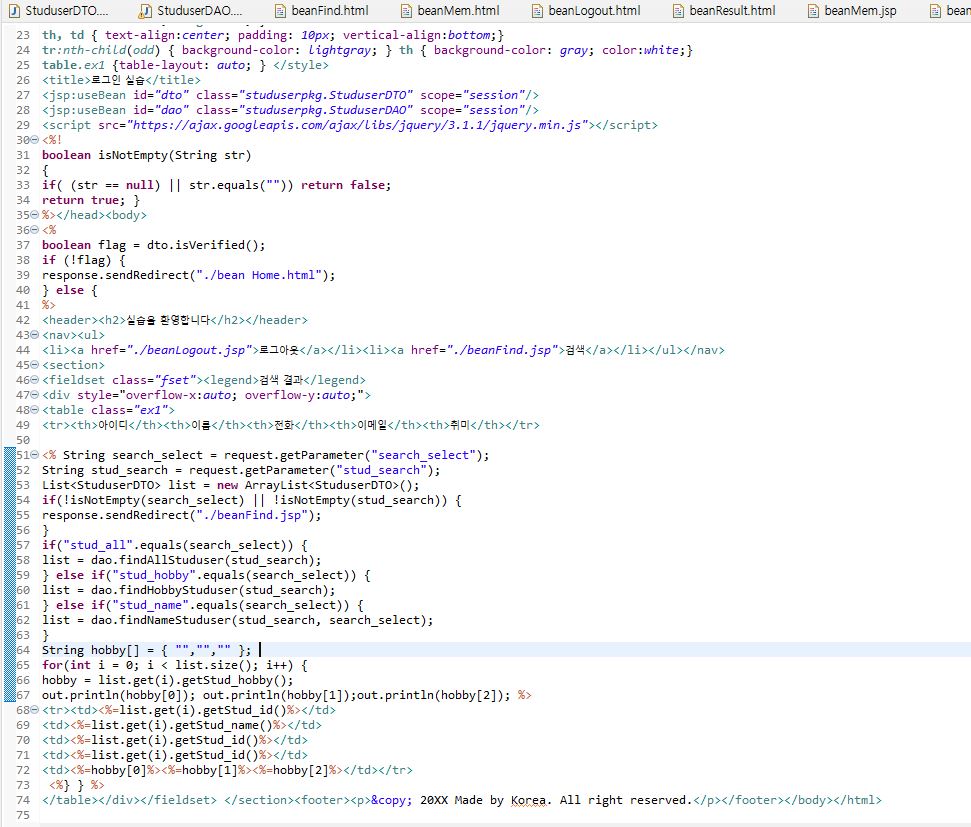 StuduserDTO.... StuduserDAO.... beanFind.html beanMem.html beanLogout.html beanResult.html beanMem.jsp bean
23 th, td { text-align:center; padding: 10px; vertical-align:bottom;}
24 tr:nth-child(odd) { background-color: lightgray; } th { background-color: gray; color:white;}
25 table.ex1 {table-layout: auto; } </style>
26 <title>로그인 실습</title>
27 <jsp:useBean id="dto" class="studuserpkg.StuduserDTO" scope="session"/>
28 <jsp:useBean id="dao" class="studuserpkg.StuduserDAO" scope="session"/>
29 <script src="https://ajax.googleapis.com/ajax/libs/jquery/3.1.1/jquery.min.js"></script>
30 <%!
31 boolean isNotEmpty(String str)
32 {
33 if( (str == null) || str.equals("")) return false;
34 return true; }
35 %></head><body>
36 <%
37 boolean flag = dto.isVerified();
38 if (!flag) {
39 response.sendRedirect("./bean Home.html");
40 } else {
41 %>
42 <header><h2>실습을 환영합니다</h2></header>
43 <nav><ul>
44 <li><a href="./beanLogout.jsp">로그아웃</a></li><li><a href="./beanFind.jsp">검색</a></li></ul></nav>
45 <section>
46 <fieldset class="fset"><legend>검색 결과</legend>
47 <div style="overflow-x:auto; overflow-y:auto;">
48 <table class="ex1">
49 <tr><th>아이디</th><th>이름</th><th>전화</th><th>이메일</th><th>취미</th></tr>
50
51 <% String search_select = request.getParameter("search_select");
52 String stud_search = request.getParameter("stud_search");
53 List<StuduserDTO> list = new ArrayList<StuduserDTO>();
54 if(!isNotEmpty(search_select) || !isNotEmpty(stud_search)) {
55 response.sendRedirect("./beanFind.jsp");
56 }
57 if("stud_all".equals(search_select)) {
58 list = dao.findAllStuduser(stud_search);
59 } else if("stud_hobby".equals(search_select)) {
60 list = dao.findHobbyStuduser(stud_search);
61 } else if("stud_name".equals(search_select)) {
62 list = dao.findNameStuduser(stud_search, search_select);
63 }
64 String hobby[] = { "","","" };
65 for(int i = 0; i < list.size(); i++) {
66 hobby = list.get(i).getStud_hobby();
67 out.println(hobby[0]); out.println(hobby[1]);out.println(hobby[2]); %>
68 <tr><td><%=list.get(i).getStud_id()%></td>
69 <td><%=list.get(i).getStud_name()%></td>
70 <td><%=list.get(i).getStud_id()%></td>
71 <td><%=list.get(i).getStud_id()%></td>
72 <td><%=hobby[0]%><%=hobby[1]%><%=hobby[2]%></td></tr>
73 <%} } %>
74 </table></div></fieldset> </section><footer><p>&copy; 20XX Made by Korea. All right reserved.</p></footer></body></html>
75